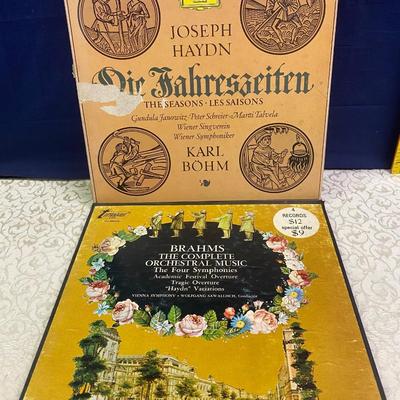 JOSEPH
HAYDN
Die Jahreszeiten
THE SEASONS · LES SAISONS
Gundula Janowitz · Peter Schreier · Martti Talvela
Wiener Singverein
Wiener Symphoniker
KARL
BÖHM
4
RECORDS
$12
special offer
$9
BRAHMS
THE COMPLETE
ORCHESTRAL MUSIC
The Four Symphonies
Academic Festival Overture
Tragic Overture
"Haydn" Variations
VIENNA SYMPHONY • WOLFGANG SAWALLISCH, Conductor